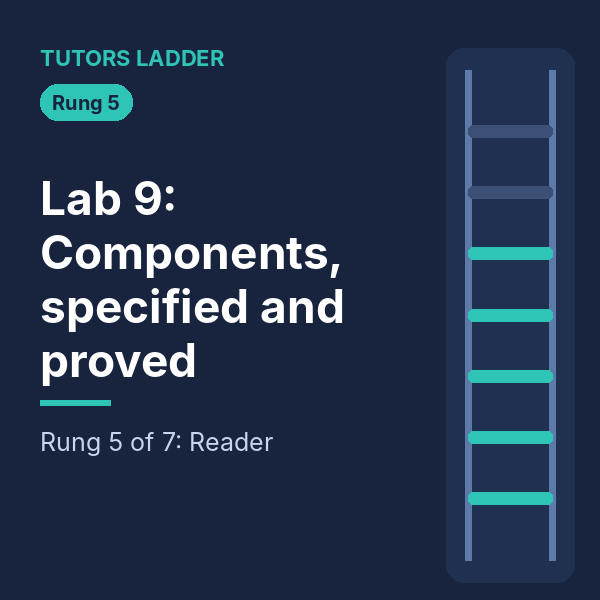 TUTORS LADDER
Rung 5
Lab 9:
Components,
specified and
proved
Rung 5 of 7: Reader